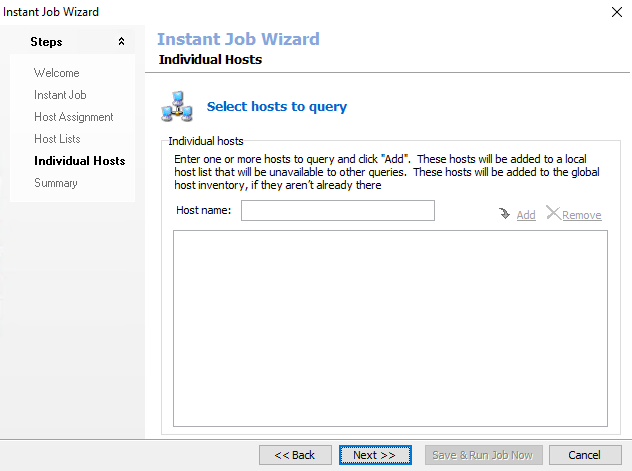 Instant Job Wizard
Steps
Welcome
Instant Job
Host Assignment
Host Lists
Individual Hosts
Summary
Instant Job Wizard
Individual Hosts
Select hosts to query
Individual hosts
Enter one or more hosts to query and click "Add".  These hosts will be added to a local
host list that will be unavailable to other queries.  These hosts will be added to the global
host inventory, if they aren't already there
Host name:
Add
Remove
<< Back
Next >>
Save & Run Job Now
Cancel